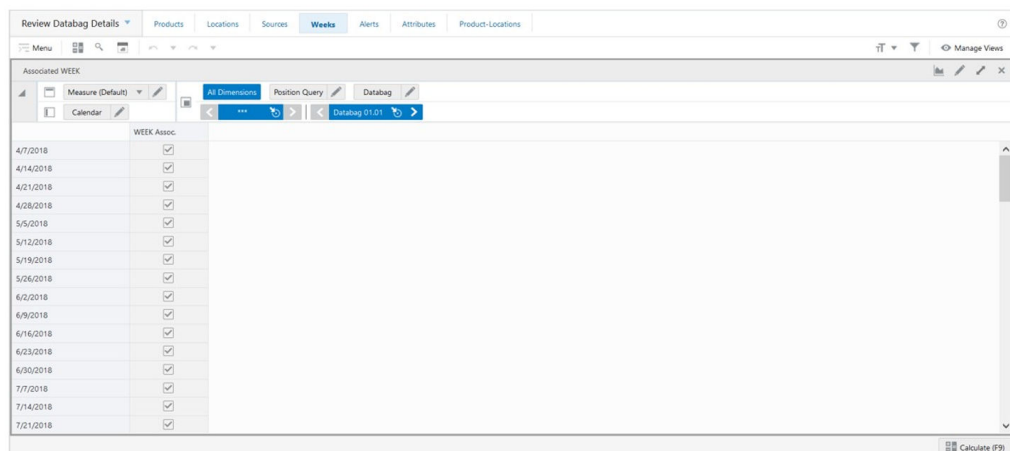 Review Databag Details Products Locations Sources Weeks Alerts Attributes Product-Locations
Menu Manage Views
Associated WEEK
Measure (Default) All Dimensions Position Query Databag
Calendar *** Databag 01.01
WEEK Assoc.
4/7/2018
4/14/2018
4/21/2018
4/28/2018
5/5/2018
5/12/2018
5/19/2018
5/26/2018
6/2/2018
6/9/2018
6/16/2018
6/23/2018
6/30/2018
7/7/2018
7/14/2018
7/21/2018
Calculate (F9)